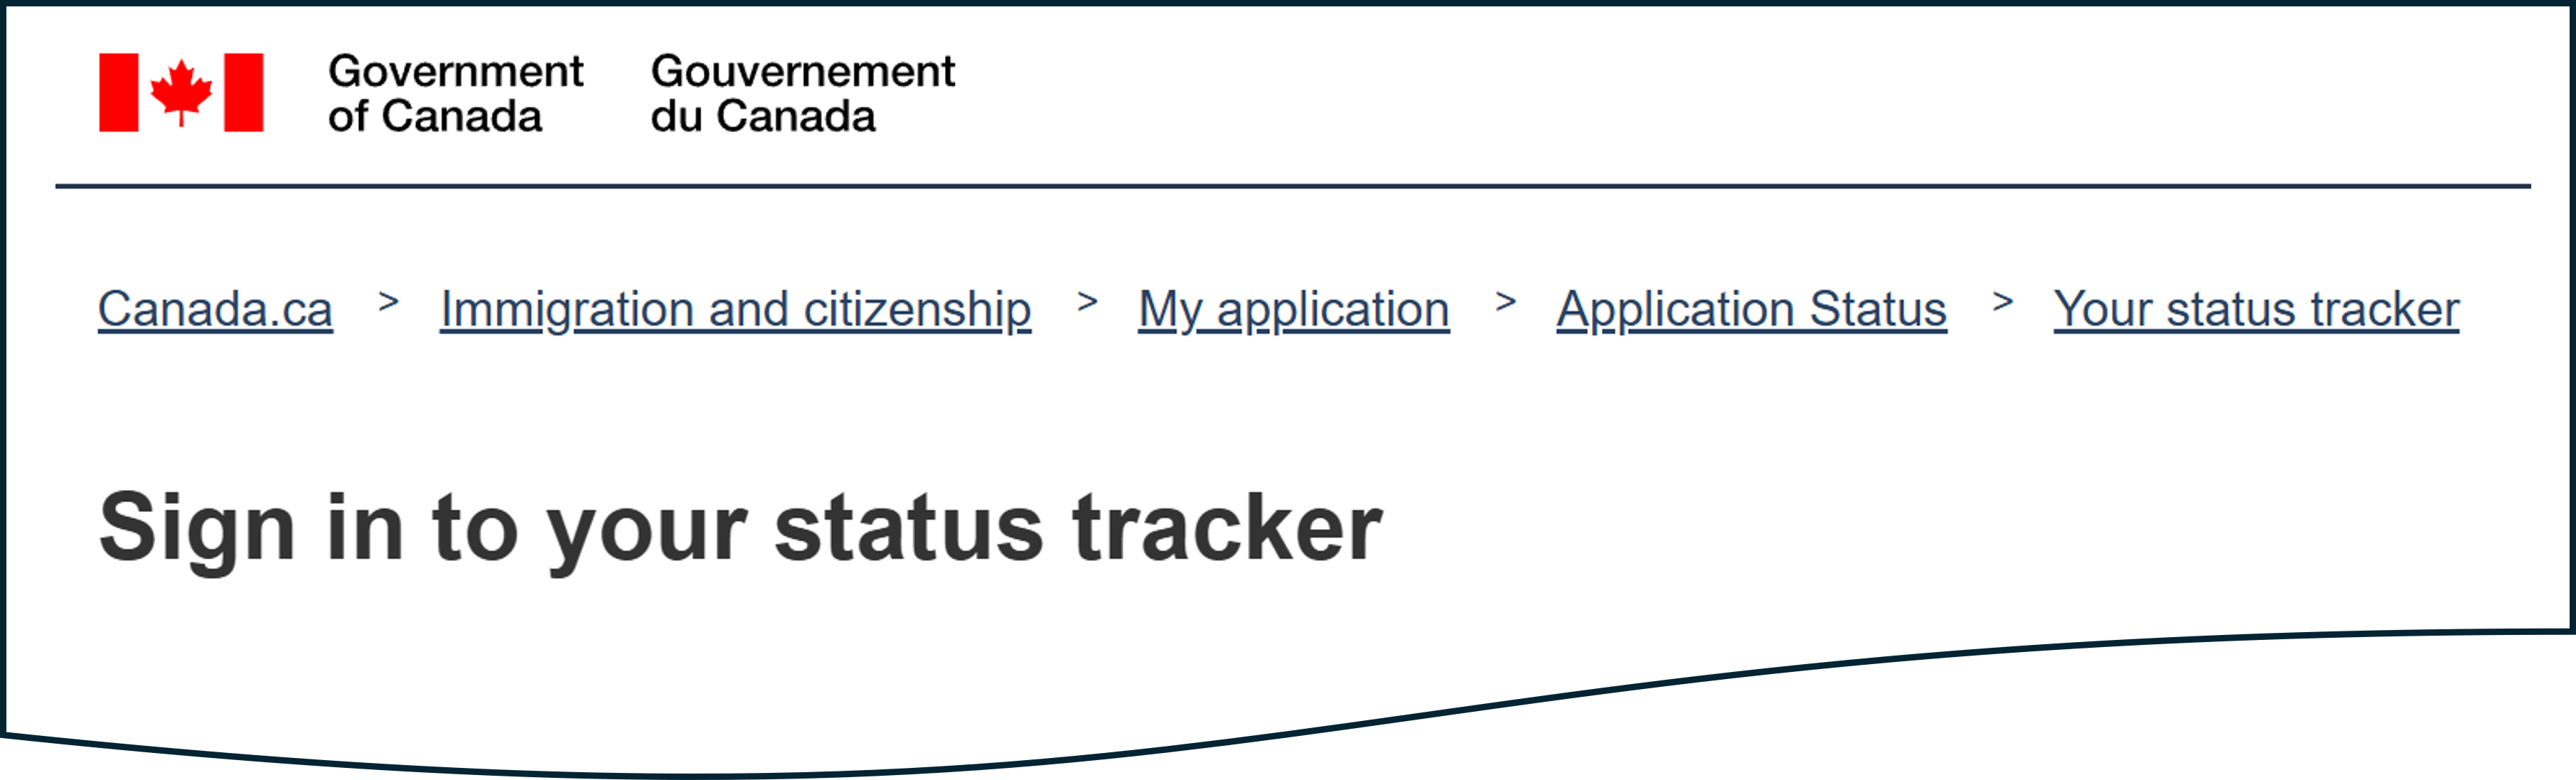 Government Gouvernement
of Canada du Canada
Canada.ca > Immigration and citizenship > My application > Application Status > Your status tracker
Sign in to your status tracker